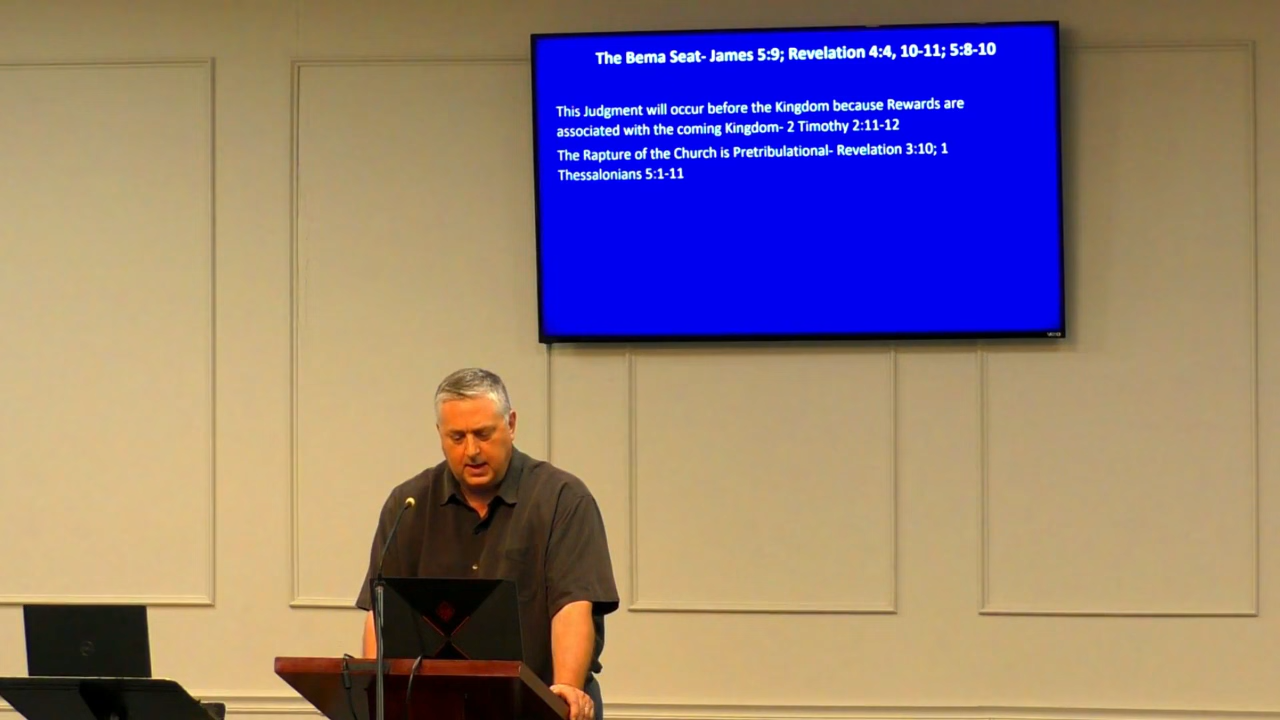 The Bema Seat- James 5:9; Revelation 4:4, 10-11; 5:8-10
This Judgment will occur before the Kingdom because Rewards are
associated with the coming Kingdom- 2 Timothy 2:11-12
The Rapture of the Church is Pretribulational- Revelation 3:10; 1
Thessalonians 5:1-11